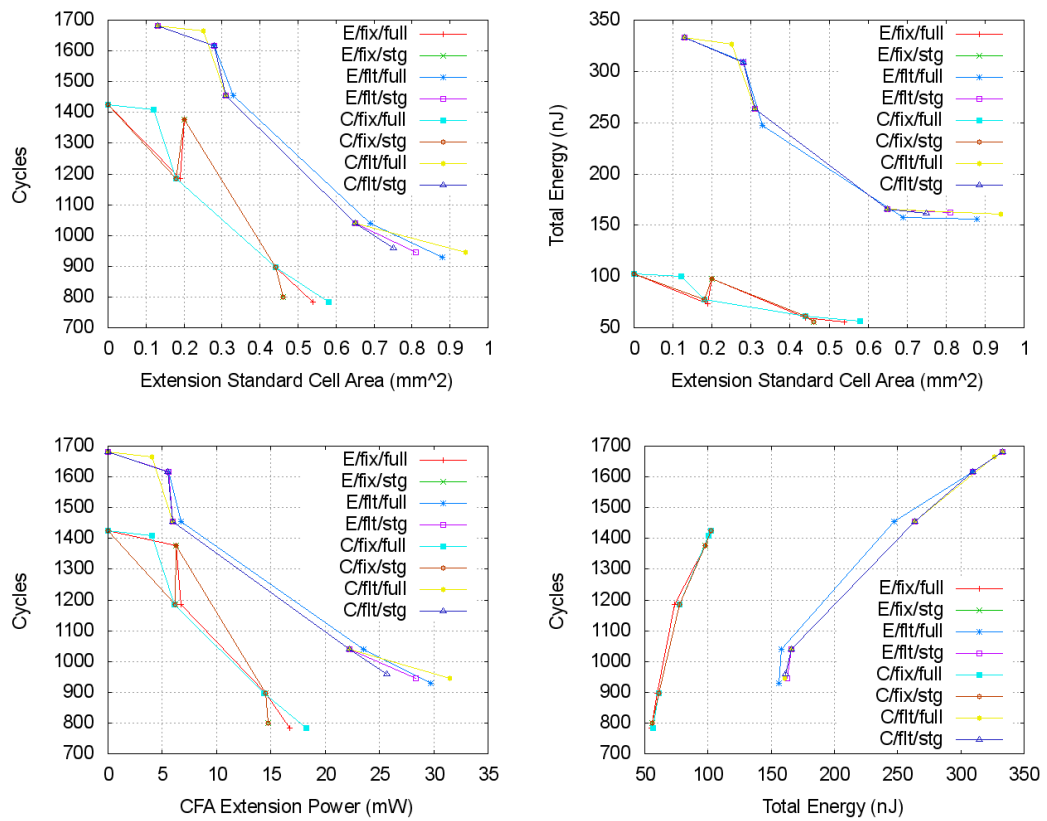 1700
1600
1500
1400
1300
1200
1100
1000
900
800
700
Cycles
0 0.1 0.2 0.3 0.4 0.5 0.6 0.7 0.8 0.9 1
Extension Standard Cell Area (mm^2)
E/fix/full
E/fix/stg
E/flt/full
E/flt/stg
C/fix/full
C/fix/stg
C/flt/full
C/flt/stg
350
300
250
200
150
100
50
Total Energy (nJ)
0 0.1 0.2 0.3 0.4 0.5 0.6 0.7 0.8 0.9 1
Extension Standard Cell Area (mm^2)
E/fix/full
E/fix/stg
E/flt/full
E/flt/stg
C/fix/full
C/fix/stg
C/flt/full
C/flt/stg
1700
1600
1500
1400
1300
1200
1100
1000
900
800
700
Cycles
0 5 10 15 20 25 30 35
CFA Extension Power (mW)
E/fix/full
E/fix/stg
E/flt/full
E/flt/stg
C/fix/full
C/fix/stg
C/flt/full
C/flt/stg
1700
1600
1500
1400
1300
1200
1100
1000
900
800
700
Cycles
50 100 150 200 250 300 350
Total Energy (nJ)
E/fix/full
E/fix/stg
E/flt/full
E/flt/stg
C/fix/full
C/fix/stg
C/flt/full
C/flt/stg